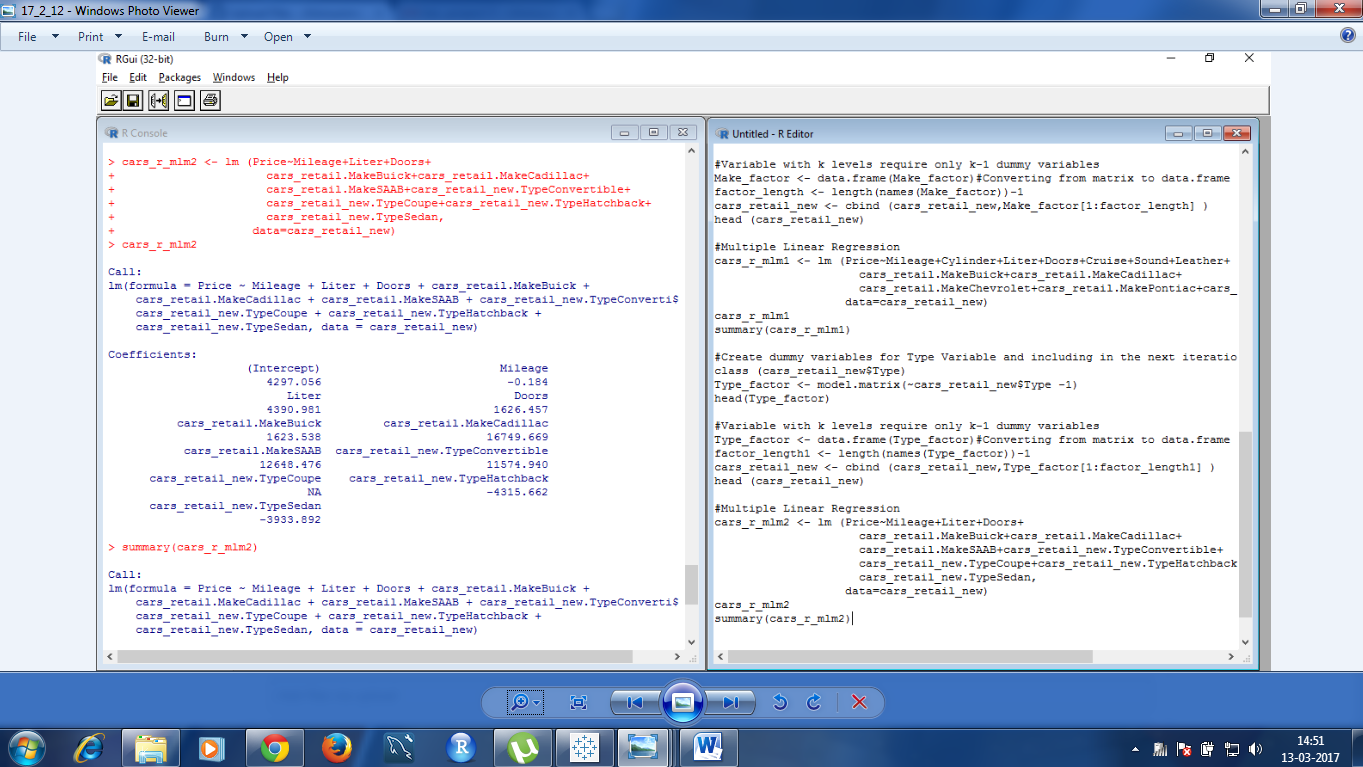 17_2_12 - Windows Photo Viewer
File Print E-mail Burn Open
RGui (32-bit)
File Edit Packages Windows Help
R Console
> cars_r_mlm2 <- lm (Price~Mileage+Liter+Doors+
+ cars_retail.MakeBuick+cars_retail.MakeCadillac+
+ cars_retail.MakeSAAB+cars_retail_new.TypeConvertible+
+ cars_retail_new.TypeCoupe+cars_retail_new.TypeHatchback+
+ cars_retail_new.TypeSedan,
+ data=cars_retail_new)
> cars_r_mlm2
Call:
lm(formula = Price ~ Mileage + Liter + Doors + cars_retail.MakeBuick +
cars_retail.MakeCadillac + cars_retail.MakeSAAB + cars_retail_new.TypeConverti$
cars_retail_new.TypeCoupe + cars_retail_new.TypeHatchback +
cars_retail_new.TypeSedan, data = cars_retail_new)
Coefficients:
(Intercept) Mileage
4297.056 -0.184
Liter Doors
4390.981 1626.457
cars_retail.MakeBuick cars_retail.MakeCadillac
1623.538 16749.669
cars_retail.MakeSAAB cars_retail_new.TypeConvertible
12648.476 11574.940
cars_retail_new.TypeCoupe cars_retail_new.TypeHatchback
NA -4315.662
cars_retail_new.TypeSedan
-3933.892
> summary(cars_r_mlm2)
Call:
lm(formula = Price ~ Mileage + Liter + Doors + cars_retail.MakeBuick +
cars_retail.MakeCadillac + cars_retail.MakeSAAB + cars_retail_new.TypeConverti$
cars_retail_new.TypeCoupe + cars_retail_new.TypeHatchback +
cars_retail_new.TypeSedan, data = cars_retail_new)
Untitled - R Editor
#Variable with k levels require only k-1 dummy variables
Make_factor <- data.frame(Make_factor)#Converting from matrix to data.frame
factor_length <- length(names(Make_factor))-1
cars_retail_new <- cbind (cars_retail_new,Make_factor[1:factor_length] )
head (cars_retail_new)
#Multiple Linear Regression
cars_r_mlm1 <- lm (Price~Mileage+Cylinder+Liter+Doors+Cruise+Sound+Leather+
cars_retail.MakeBuick+cars_retail.MakeCadillac+
cars_retail.MakeChevrolet+cars_retail.MakePontiac+cars_
data=cars_retail_new)
cars_r_mlm1
summary(cars_r_mlm1)
#Create dummy variables for Type Variable and including in the next iteratio
class (cars_retail_new$Type)
Type_factor <- model.matrix(~cars_retail_new$Type -1)
head(Type_factor)
#Variable with k levels require only k-1 dummy variables
Type_factor <- data.frame(Type_factor)#Converting from matrix to data.frame
factor_length1 <- length(names(Type_factor))-1
cars_retail_new <- cbind (cars_retail_new,Type_factor[1:factor_length1] )
head (cars_retail_new)
#Multiple Linear Regression
cars_r_mlm2 <- lm (Price~Mileage+Liter+Doors+
cars_retail.MakeBuick+cars_retail.MakeCadillac+
cars_retail.MakeSAAB+cars_retail_new.TypeConvertible+
cars_retail_new.TypeCoupe+cars_retail_new.TypeHatchback
cars_retail_new.TypeSedan,
data=cars_retail_new)
cars_r_mlm2
summary(cars_r_mlm2)
14:51
13-03-2017